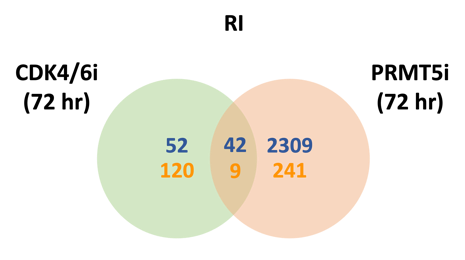 RI
CDK4/6i
(72 hr)
PRMT5i
(72 hr)
52 42 2309
120 9 241